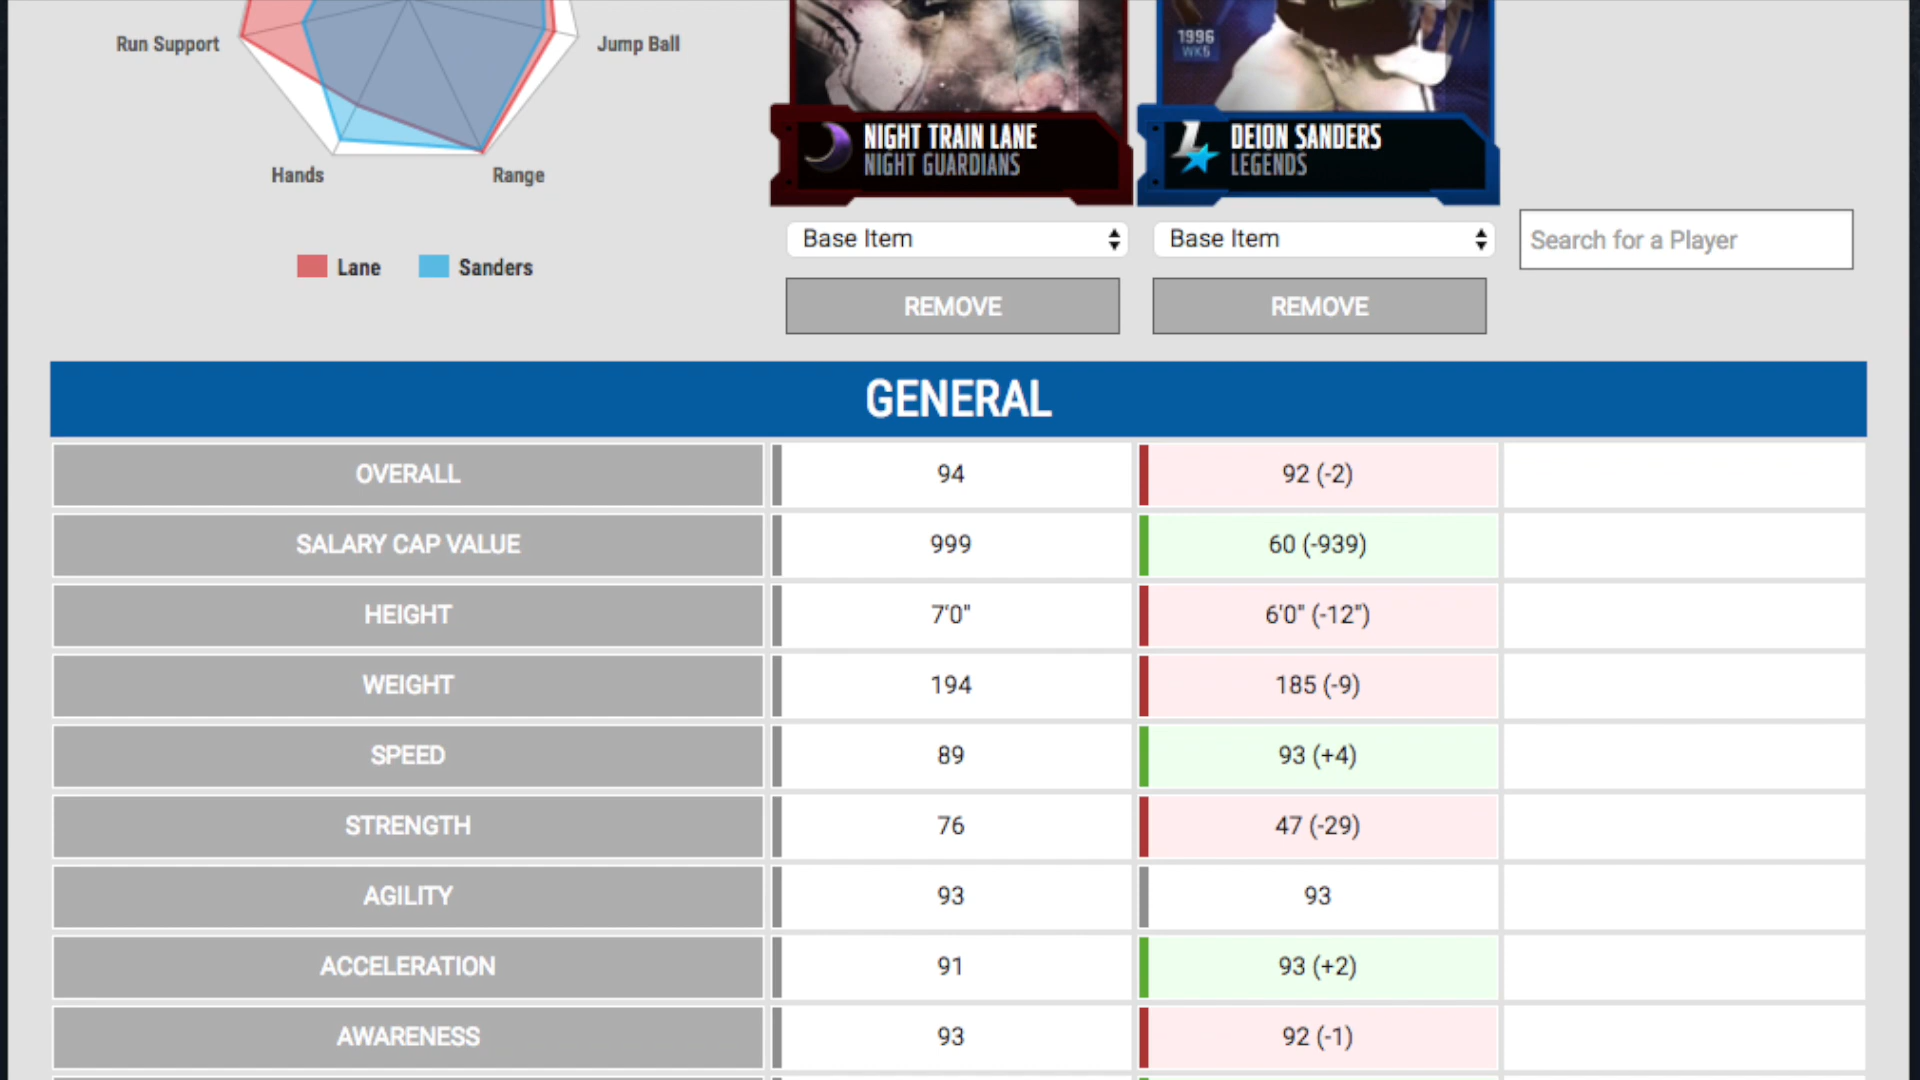 Run Support
Jump Ball
Hands
Range
Lane
Sanders
1996
WK5
NIGHT TRAIN LANE
NIGHT GUARDIANS
DEION SANDERS
LEGENDS
Base Item
Base Item
Search for a Player
REMOVE
REMOVE
GENERAL
OVERALL 94 92 (-2)
SALARY CAP VALUE 999 60 (-939)
HEIGHT 7'0" 6'0" (-12")
WEIGHT 194 185 (-9)
SPEED 89 93 (+4)
STRENGTH 76 47 (-29)
AGILITY 93 93
ACCELERATION 91 93 (+2)
AWARENESS 93 92 (-1)